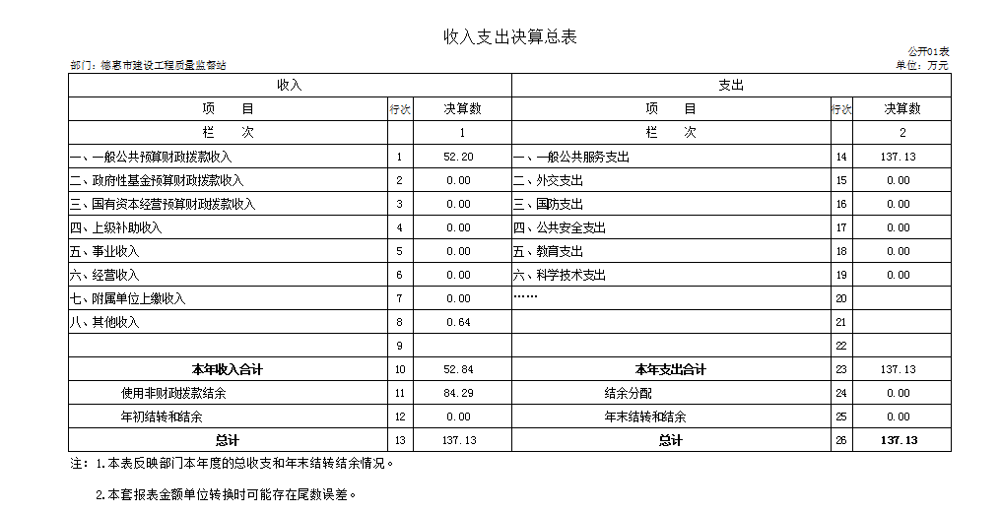 收入支出决算总表
公开01表
部门：德惠市建设工程质量监督站 单位：万元
收入 支出
项 目 行次 决算数 项 目 行次 决算数
栏 次 1 栏 次 2
一、一般公共预算财政拨款收入 1 52.20 一、一般公共服务支出 14 137.13
二、政府性基金预算财政拨款收入 2 0.00 二、外交支出 15 0.00
三、国有资本经营预算财政拨款收入 3 0.00 三、国防支出 16 0.00
四、上级补助收入 4 0.00 四、公共安全支出 17 0.00
五、事业收入 5 0.00 五、教育支出 18 0.00
六、经营收入 6 0.00 六、科学技术支出 19 0.00
七、附属单位上缴收入 7 0.00 …… 20
八、其他收入 8 0.64 21
9 22
本年收入合计 10 52.84 本年支出合计 23 137.13
使用非财政拨款结余 11 84.29 结余分配 24 0.00
年初结转和结余 12 0.00 年末结转和结余 25 0.00
总计 13 137.13 总计 26 137.13
注：1.本表反映部门本年度的总收支和年末结转结余情况。
2.本套报表金额单位转换时可能存在尾数误差。